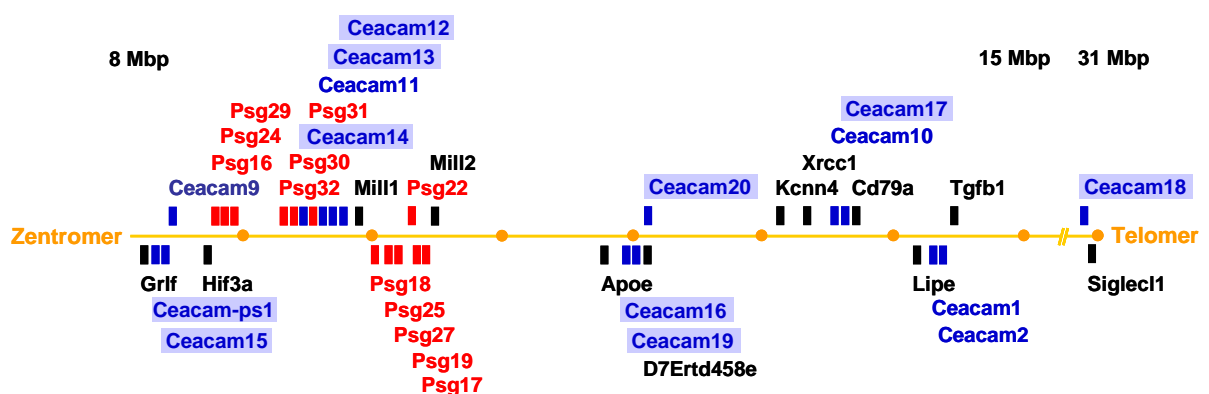 Ceacam12
8 Mbp
Ceacam13
15 Mbp
31 Mbp
Ceacam11
Psg29
Psg31
Ceacam17
Psg24
Ceacam14
Ceacam10
Psg16
Psg30
Mill2
Xrcc1
Ceacam9
Psg32
Mill1
Psg22
Ceacam20
Kcnn4
Cd79a
Tgfb1
Ceacam18
Zentromer
//
Telomer
Grlf
Hif3a
Psg18
Apoe
Lipe
Siglecl1
Ceacam-ps1
Psg25
Ceacam16
Ceacam1
Ceacam15
Psg27
Ceacam19
Ceacam2
Psg19
D7Ertd458e
Psg17